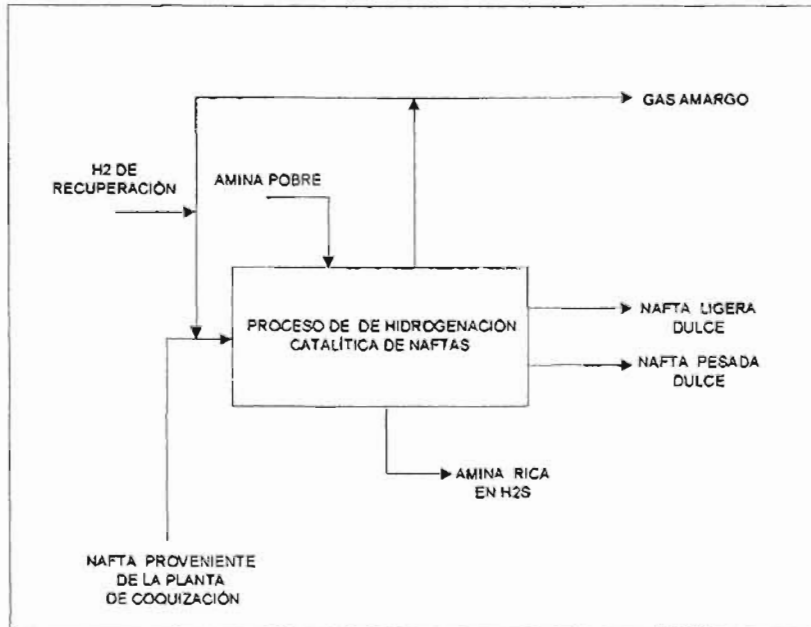 GAS AMARGO
H2 DE
RECUPERACIÓN
AMINA POBRE
PROCESO DE DE HIDROGENACIÓN
CATALÍTICA DE NAFTAS
NAFTA LIGERA
DULCE
NAFTA PESADA
DULCE
AMINA RICA
EN H2S
NAFTA PROVENIENTE
DE LA PLANTA
DE COQUIZACIÓN